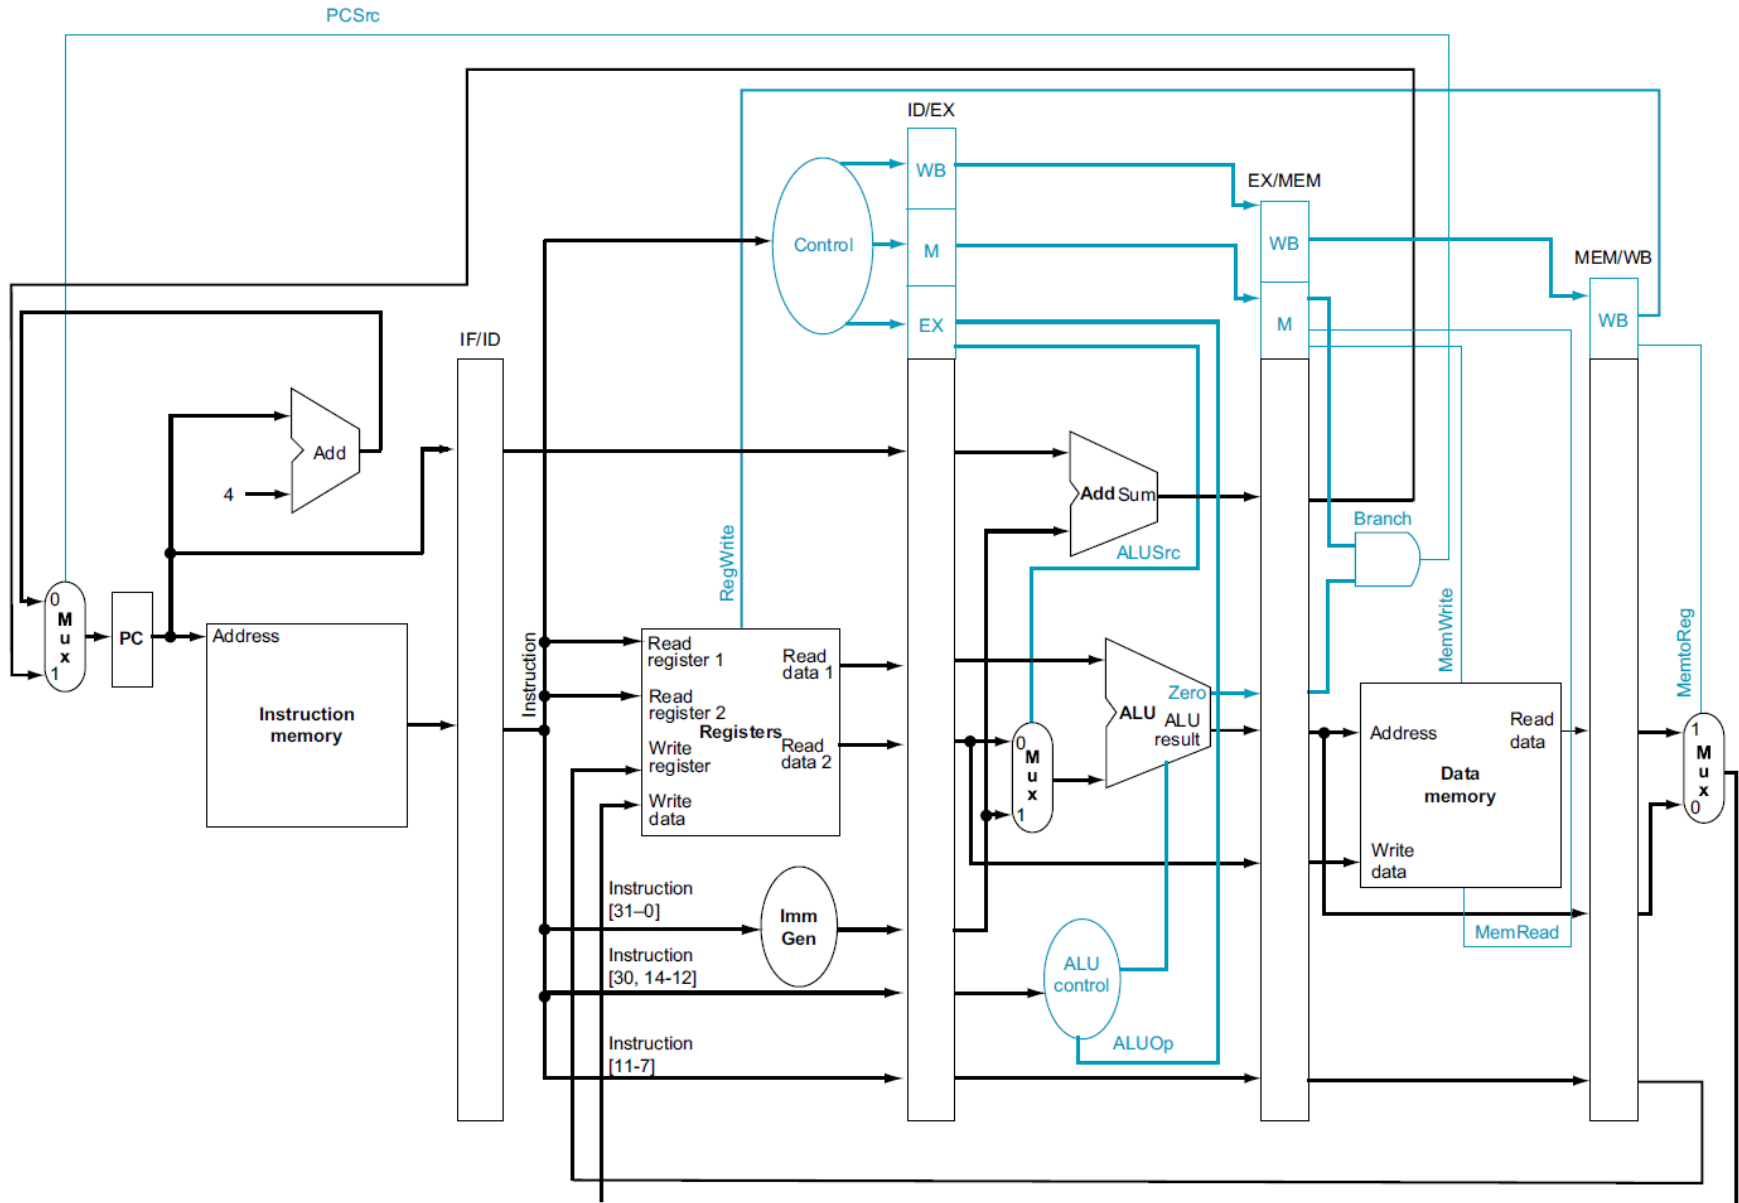 PCSrc
ID/EX
WB
EX/MEM
Control
M
WB
MEM/WB
EX
M
WB
IF/ID
Add
4
Add Sum
Branch
ALUSrc
RegWrite
0
M
u
x
1
PC
Address
Instruction
memory
Instruction
Read
register 1
Read
data 1
Read
register 2
Registers
Write
register
Read
data 2
Write
data
Zero
ALU
ALU
result
0
M
u
x
1
MemWrite
MemtoReg
Address
Read
data
Data
memory
Write
data
1
M
u
x
0
Instruction
[31–0]
Imm
Gen
MemRead
Instruction
[30, 14-12]
ALU
control
Instruction
[11-7]
ALUOp